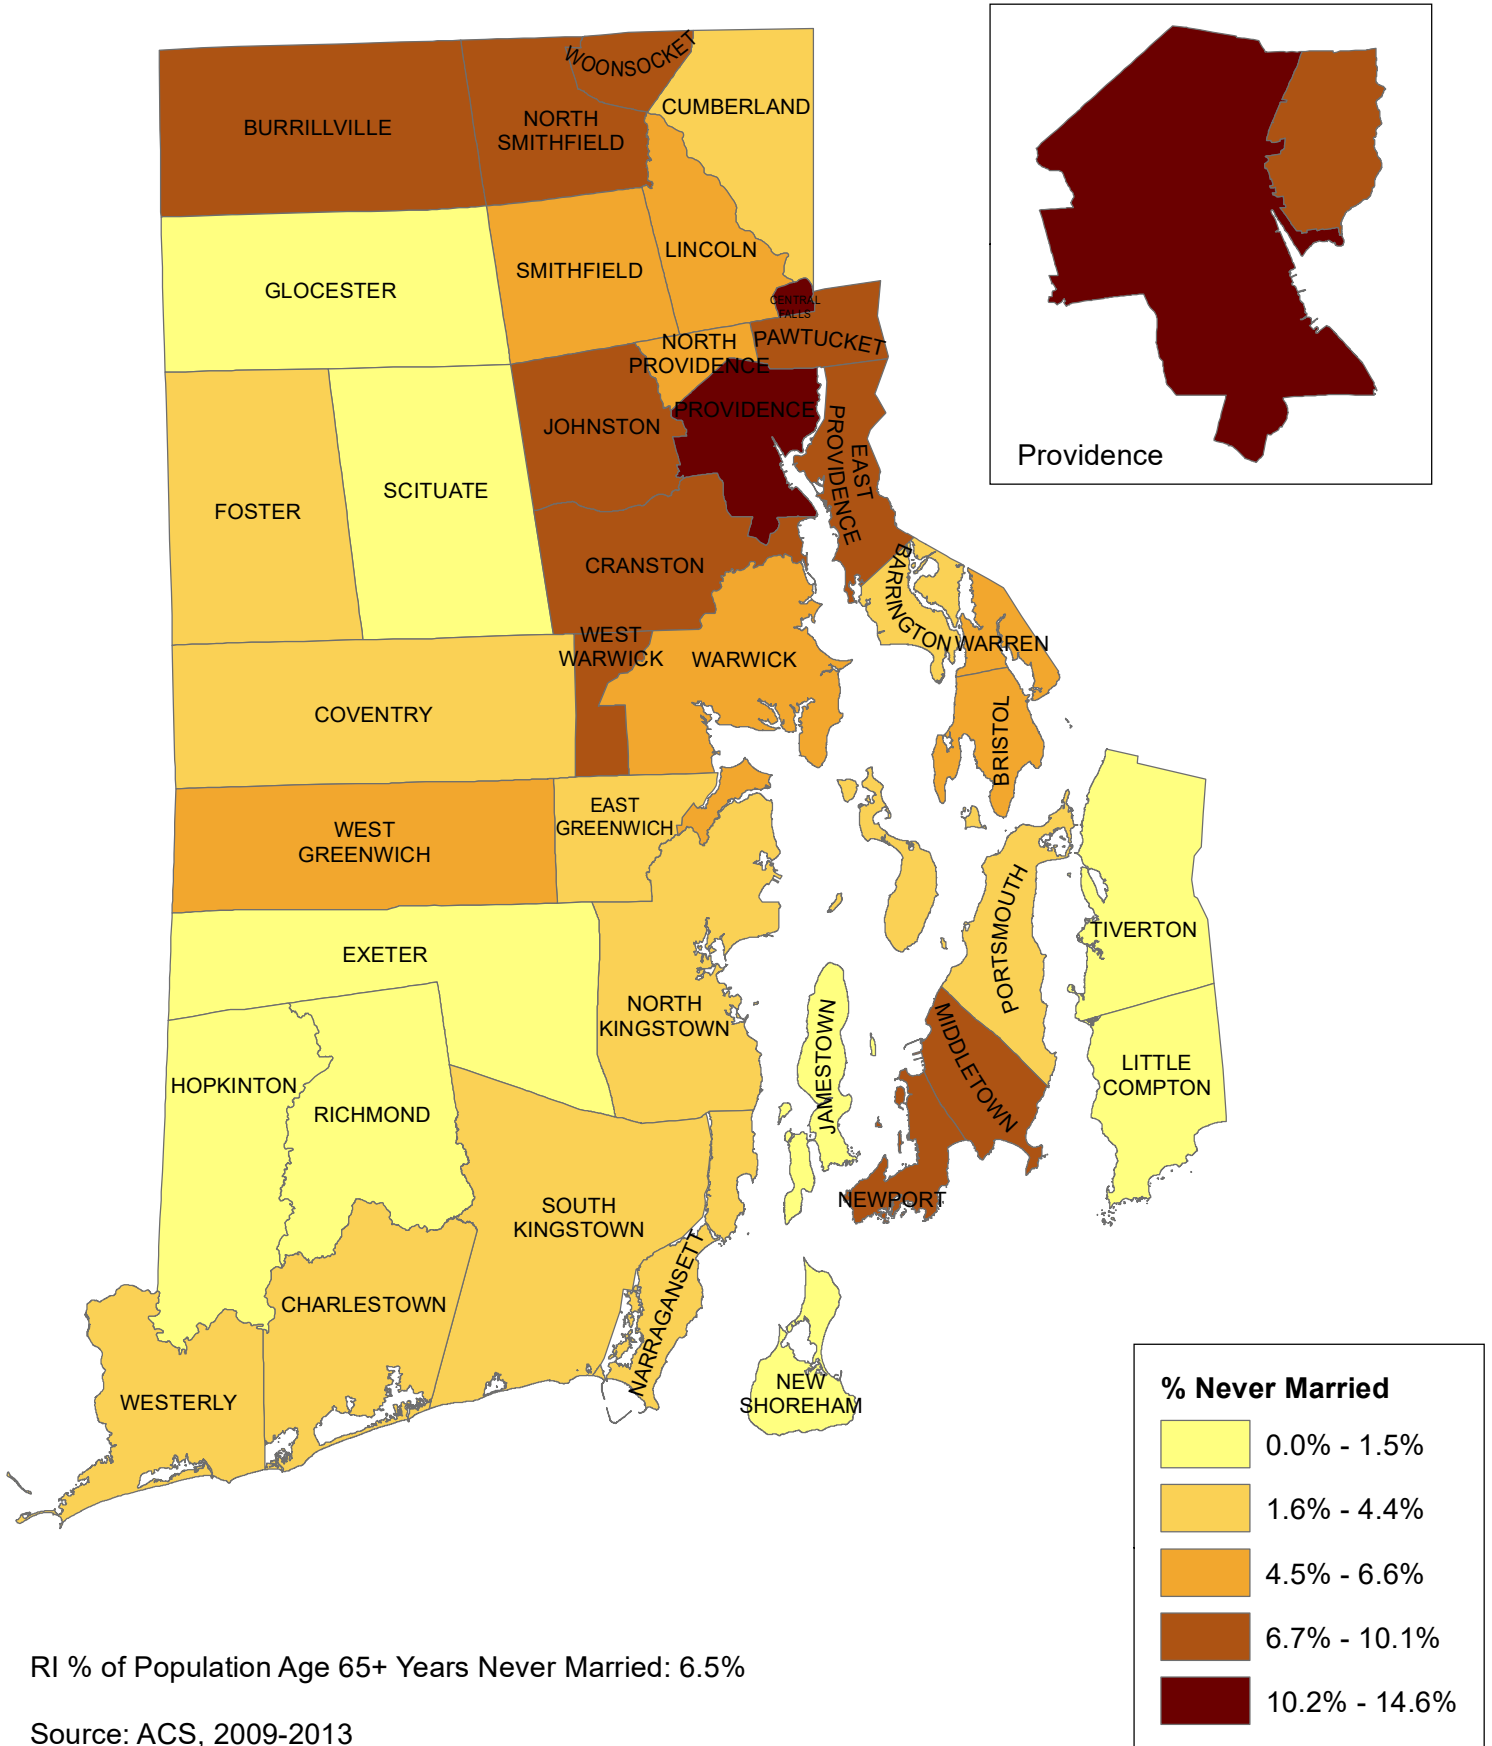 WOONSOCKET
CUMBERLAND
BURRILLVILLE
NORTH
SMITHFIELD
LINCOLN
SMITHFIELD
GLOCESTER
CENTRAL
FALLS
PAWTUCKET
NORTH
PROVIDENCE
PROVIDENCE
JOHNSTON
EAST
PROVIDENCE
SCITUATE
FOSTER
CRANSTON
BARRINGTON
WARREN
WEST
WARWICK
WARWICK
COVENTRY
BRISTOL
EAST
GREENWICH
WEST
GREENWICH
PORTSMOUTH
TIVERTON
EXETER
NORTH
KINGSTOWN
JAMESTOWN
MIDDLETOWN
LITTLE
COMPTON
HOPKINTON
RICHMOND
NEWPORT
SOUTH
KINGSTOWN
NARRAGANSETT
CHARLESTOWN
WESTERLY
NEW
SHOREHAM
Providence
% Never Married
0.0% - 1.5%
1.6% - 4.4%
4.5% - 6.6%
6.7% - 10.1%
10.2% - 14.6%
RI % of Population Age 65+ Years Never Married: 6.5%
Source: ACS, 2009-2013